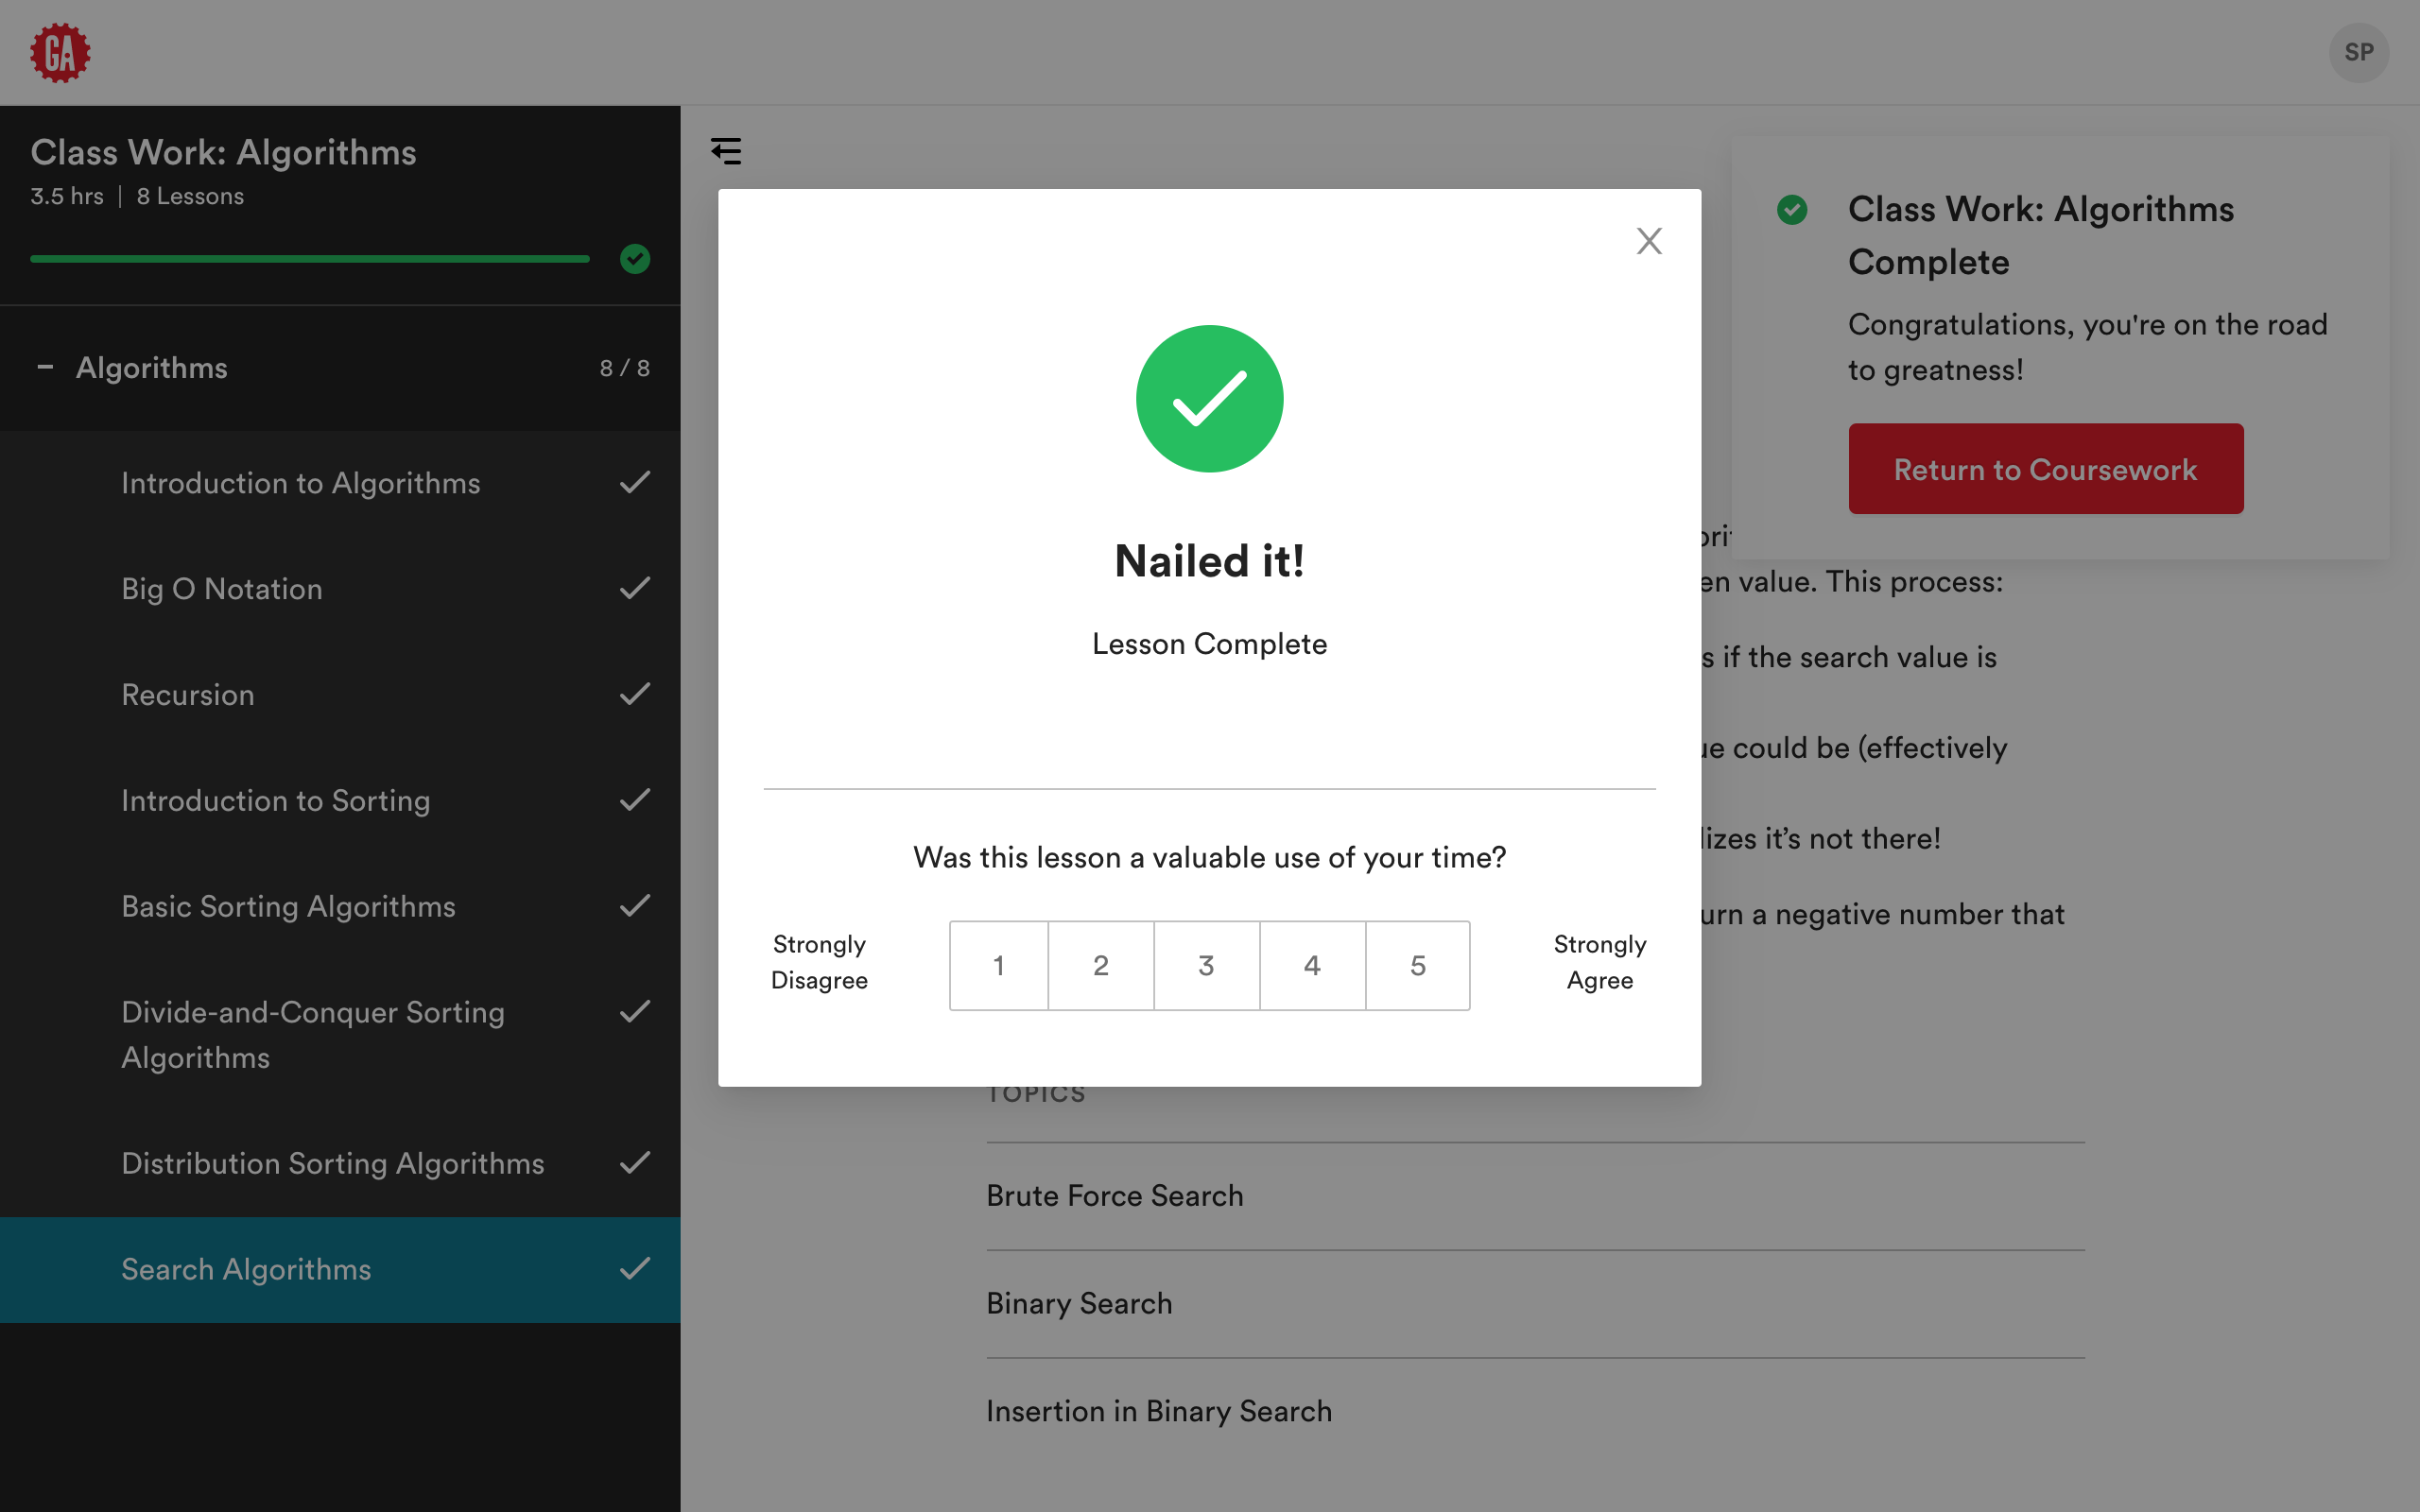 GA
SP
Class Work: Algorithms
3.5 hrs | 8 Lessons
Algorithms
8 / 8
Introduction to Algorithms
Big O Notation
Recursion
Introduction to Sorting
Basic Sorting Algorithms
Divide-and-Conquer Sorting
Algorithms
Distribution Sorting Algorithms
Search Algorithms
Nailed it!
Lesson Complete
Was this lesson a valuable use of your time?
Strongly
Disagree
1 2 3 4 5
Strongly
Agree
Class Work: Algorithms
Complete
Congratulations, you're on the road
to greatness!
Return to Coursework
value. This process:
s if the search value is
could be (effectively
it’s not there!
a negative number that
TOPICS
Brute Force Search
Binary Search
Insertion in Binary Search